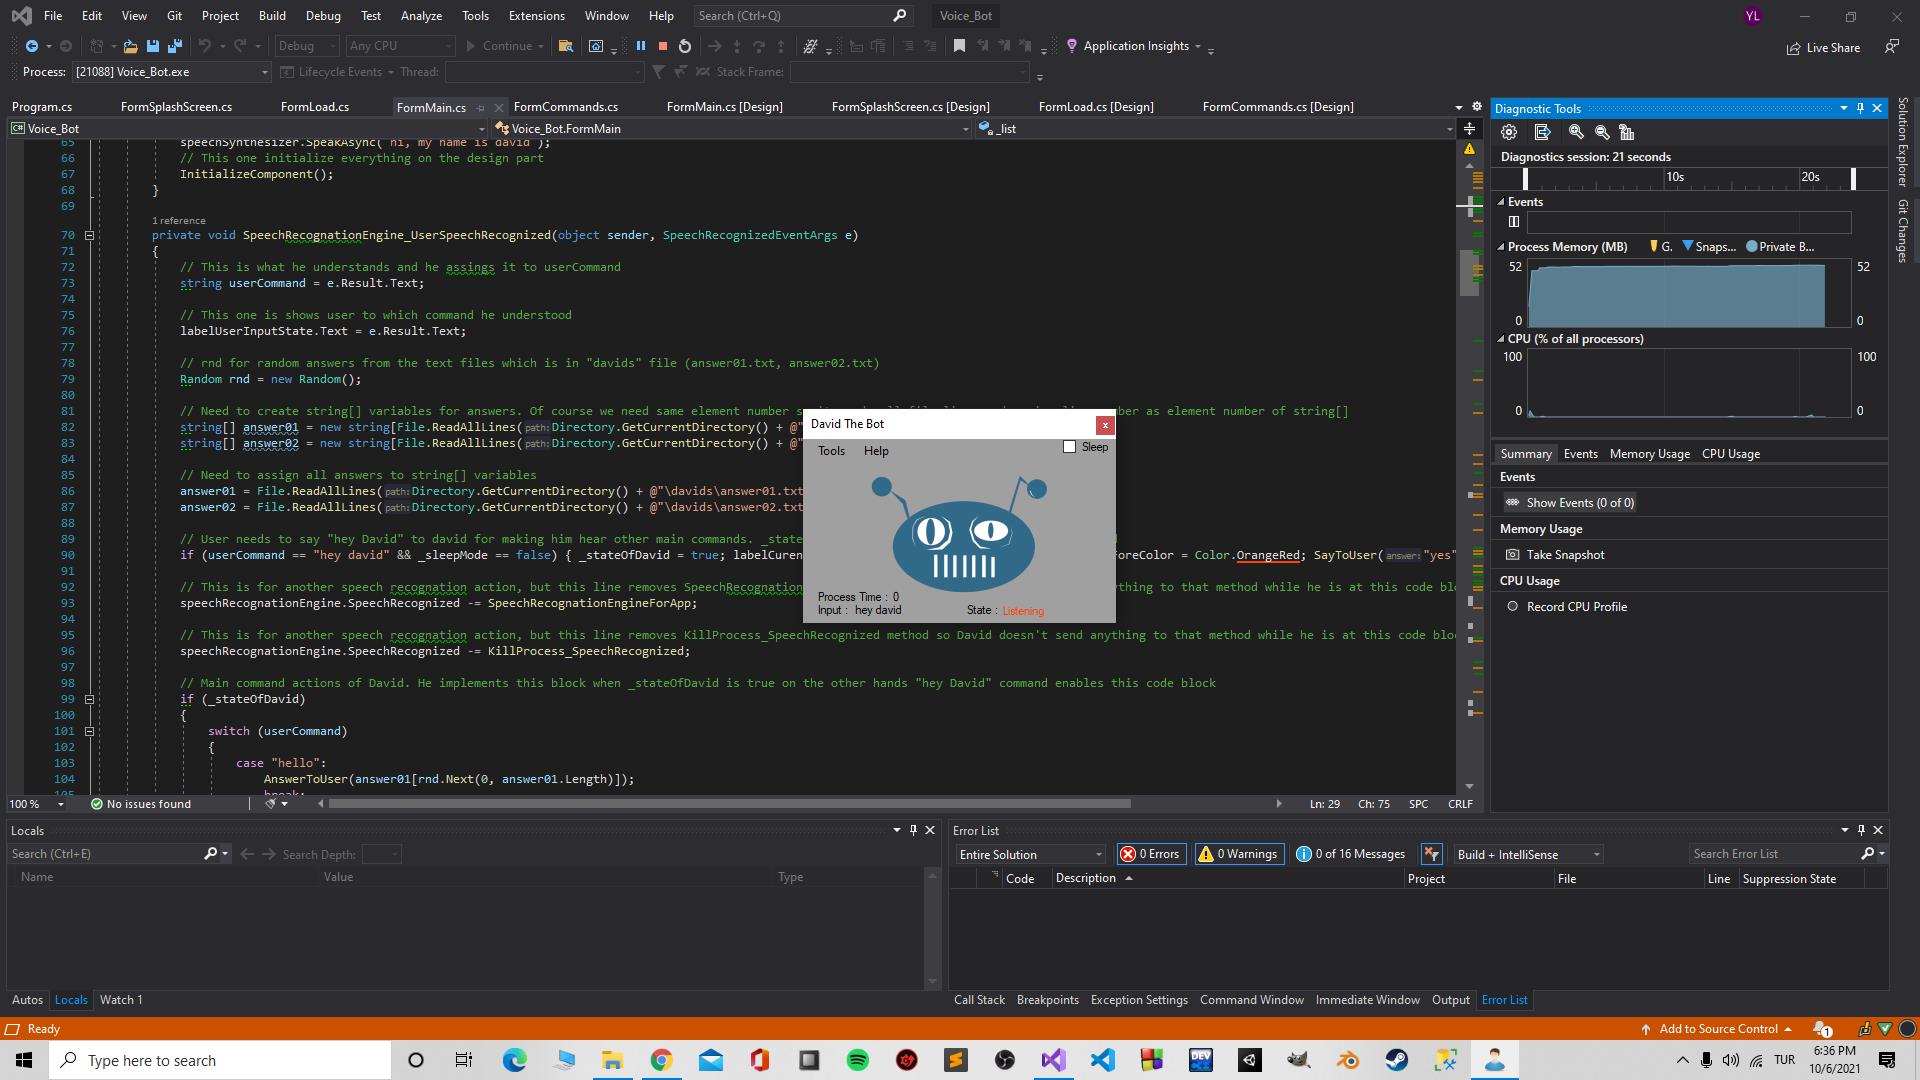 File Edit View Git Project Build Debug Test Analyze Tools Extensions Window Help Search (Ctrl+Q) Voice_Bot YL
Debug Any CPU Continue Application Insights Live Share
Process: [21088] Voice_Bot.exe Lifecycle Events Thread: Stack Frame:
Program.cs FormSplashScreen.cs FormLoad.cs FormMain.cs FormCommands.cs FormMain.cs [Design] FormSplashScreen.cs [Design] FormLoad.cs [Design] FormCommands.cs [Design]
Voice_Bot Voice_Bot.FormMain _list
65 speechSynthesizer.SpeakAsync("hi, my name is david");
66 // This one initialize everything on the design part
67 InitializeComponent();
68 }
69
1 reference
70 private void SpeechRecognationEngine_UserSpeechRecognized(object sender, SpeechRecognizedEventArgs e)
71 {
72 // This is what he understands and he assings it to userCommand
73 string userCommand = e.Result.Text;
74
75 // This one is shows user to which command he understood
76 labelUserInputState.Text = e.Result.Text;
77
78 // rnd for random answers from the text files which is in "davids" file (answer01.txt, answer02.txt)
79 Random rnd = new Random();
80
81 // Need to create string[] variables for answers. Of course we need same element number as element number of string[]
82 string[] answer01 = new string[File.ReadAllLines(path:Directory.GetCurrentDirectory() + @"
83 string[] answer02 = new string[File.ReadAllLines(path:Directory.GetCurrentDirectory() + @"
84
85 // Need to assign all answers to string[] variables
86 answer01 = File.ReadAllLines(path:Directory.GetCurrentDirectory() + @"\davids\answer01.txt
87 answer02 = File.ReadAllLines(path:Directory.GetCurrentDirectory() + @"\davids\answer02.txt
88
89 // User needs to say "hey David" to david for making him hear other main commands. _sta
90 if (userCommand == "hey david" && _sleepMode == false) { _stateOfDavid = true; labelCuren oreColor = Color.OrangeRed; SayToUser(answer:"yes"
91
92 // This is for another speech recognation action, but this line removes SpeechRecognation ything to that method while he is at this code blo
93 speechRecognationEngine.SpeechRecognized -= SpeechRecognationEngineForApp;
94
95 // This is for another speech recognation action, but this line removes KillProcess_SpeechRecognized method so David doesn't send anything to that method while he is at this code bloc
96 speechRecognationEngine.SpeechRecognized -= KillProcess_SpeechRecognized;
97
98 // Main command actions of David. He implements this block when _stateOfDavid is true on the other hands "hey David" command enables this code block
99 if (_stateOfDavid)
100 {
101 switch (userCommand)
102 {
103 case "hello":
104 AnswerToUser(answer01[rnd.Next(0, answer01.Length)]);
105 break;
100 % No issues found Ln: 29 Ch: 75 SPC CRLF
David The Bot x
Tools Help Sleep
Process Time : 0
Input : hey david State : Listening
Diagnostic Tools
Diagnostics session: 21 seconds
10s 20s
Events
Process Memory (MB) G. Snaps... Private B...
52 52
0 0
CPU (% of all processors)
100 100
0 0
Summary Events Memory Usage CPU Usage
Events
Show Events (0 of 0)
Memory Usage
Take Snapshot
CPU Usage
Record CPU Profile
Solution Explorer
Git Changes
Locals
Search (Ctrl+E) Search Depth:
Name Value Type
Autos Locals Watch 1
Error List
Entire Solution 0 Errors 0 Warnings 0 of 16 Messages Build + IntelliSense Search Error List
Code Description Project File Line Suppression State
Call Stack Breakpoints Exception Settings Command Window Immediate Window Output Error List
Ready Add to Source Control 1
Type here to search DEV TUR 6:36 PM
10/6/2021